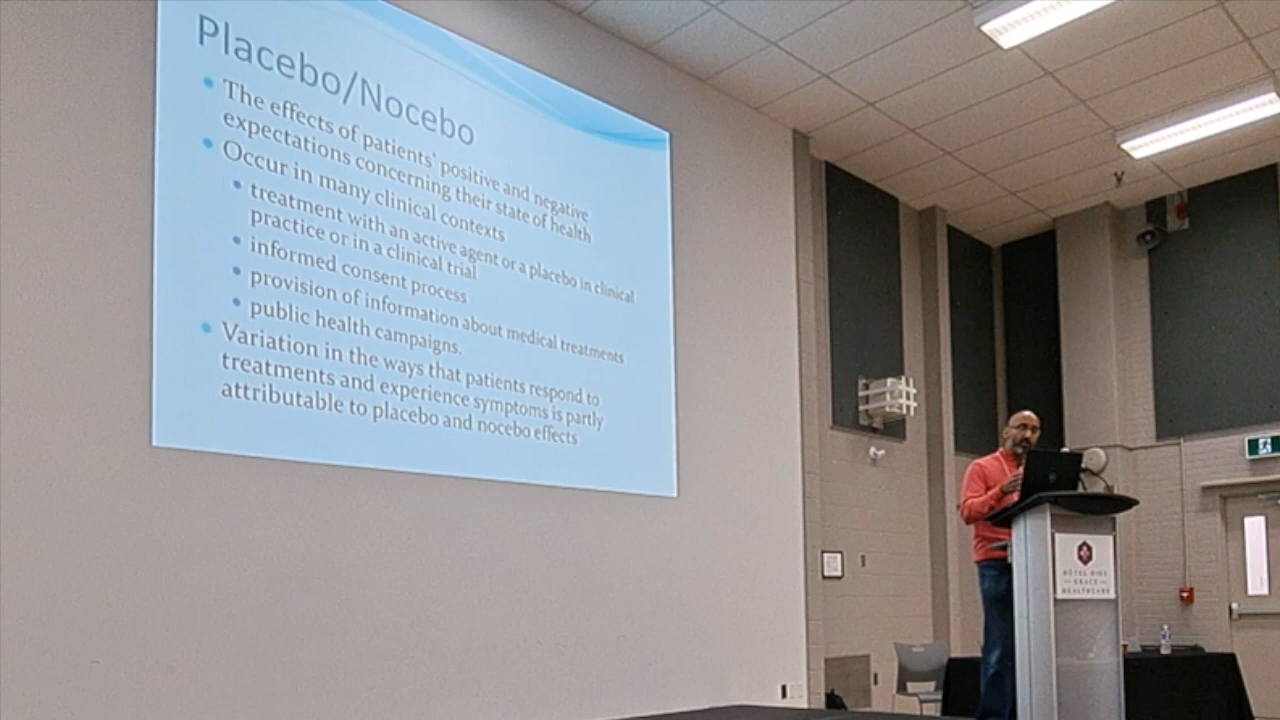 Placebo/Nocebo
The effects of patients' positive and negative
expectations concerning their state of health
Occur in many clinical contexts
treatment with an active agent or a placebo in clinical
practice or in a clinical trial
informed consent process
provision of information about medical treatments
public health campaigns.
Variation in the ways that patients respond to
treatments and experience symptoms is partly
attributable to placebo and nocebo effects
HÔTEL-DIEU
GRACE
HEALTHCARE